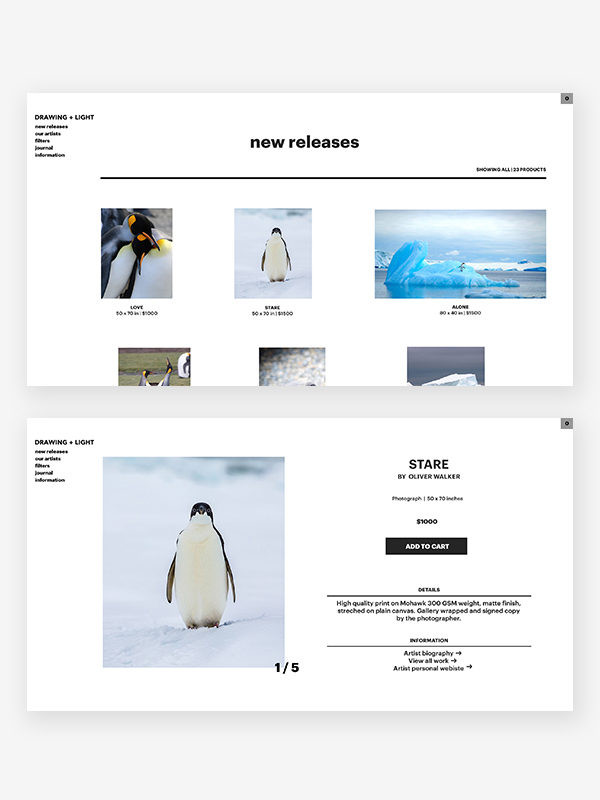 0
DRAWING + LIGHT
new releases
our artists
filters
journal
information
new releases
SHOWING ALL | 23 PRODUCTS
LOVE
50 x 70 in | $1000
STARE
50 x 70 in | $1500
ALONE
80 x 40 in | $1500
0
DRAWING + LIGHT
new releases
our artists
filters
journal
information
1 / 5
STARE
BY OLIVER WALKER
Photograph | 50 x 70 inches
$1000
ADD TO CART
DETAILS
High quality print on Mohawk 300 GSM weight, matte finish,
streched on plain canvas. Gallery wrapped and signed copy
by the photographer.
INFORMATION
Artist biography →
View all work →
Artist personal webiste →